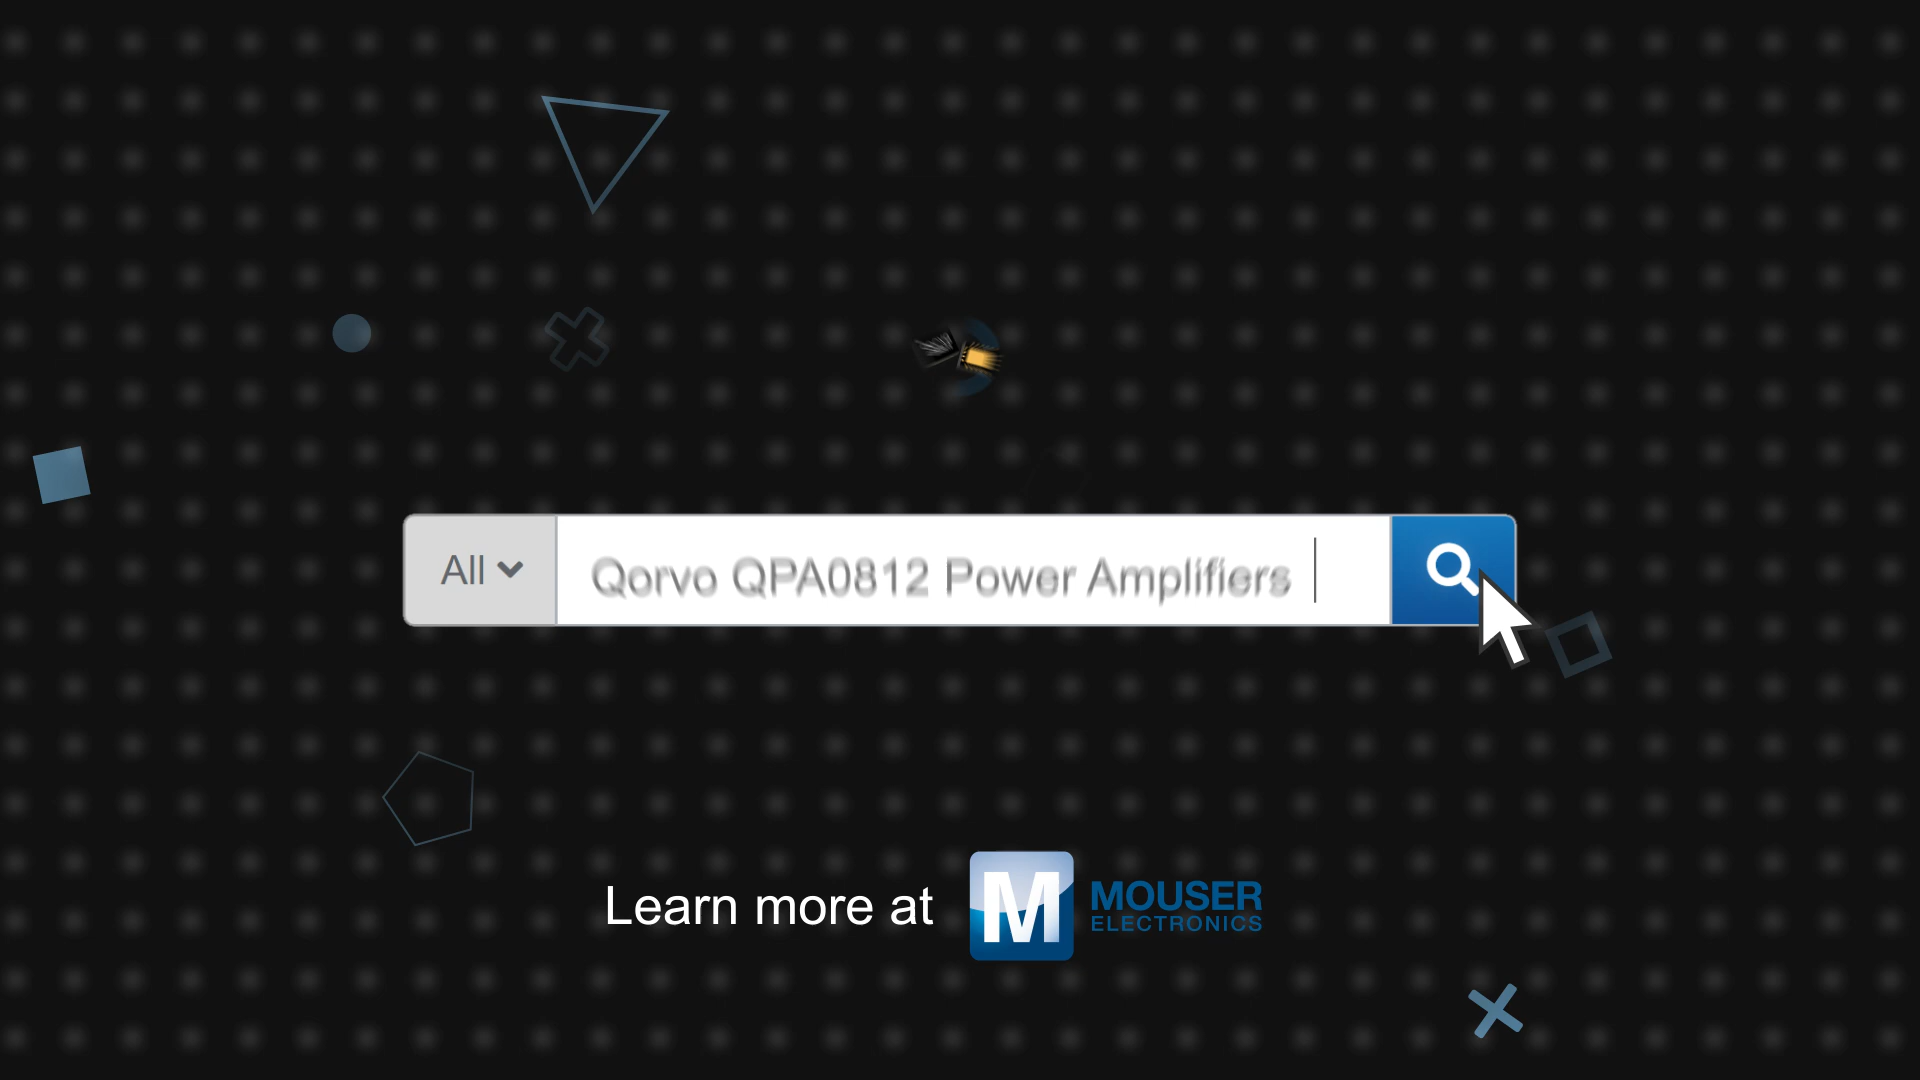 All
Qorvo QPA0812 Power Amplifiers
Learn more at
M
MOUSER
ELECTRONICS